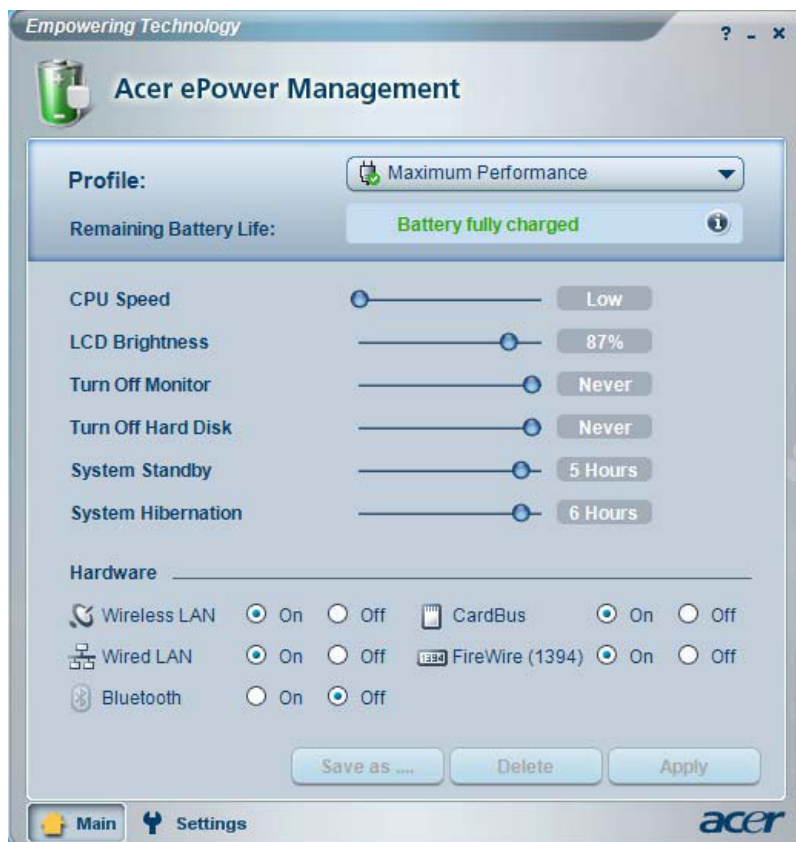 Empowering Technology
? - x
Acer ePower Management
Profile: Maximum Performance
Remaining Battery Life: Battery fully charged
CPU Speed Low
LCD Brightness 87%
Turn Off Monitor Never
Turn Off Hard Disk Never
System Standby 5 Hours
System Hibernation 6 Hours
Hardware
Wireless LAN On Off CardBus On Off
Wired LAN On Off 1394 FireWire (1394) On Off
Bluetooth On Off
Save as .... Delete Apply
Main Settings acer